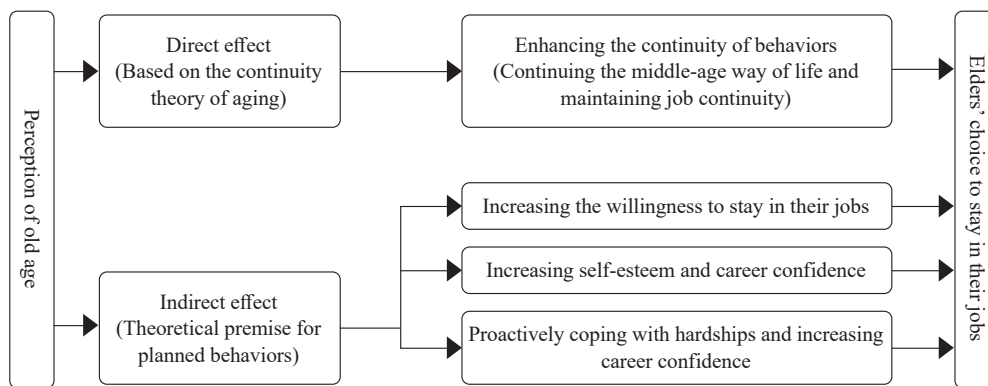 Perception of old age
Direct effect
(Based on the continuity
theory of aging)
Enhancing the continuity of behaviors
(Continuing the middle-age way of life and
maintaining job continuity)
Indirect effect
(Theoretical premise for
planned behaviors)
Increasing the willingness to stay in their jobs
Increasing self-esteem and career confidence
Proactively coping with hardships and increasing
career confidence
Elders’ choice to stay in their jobs